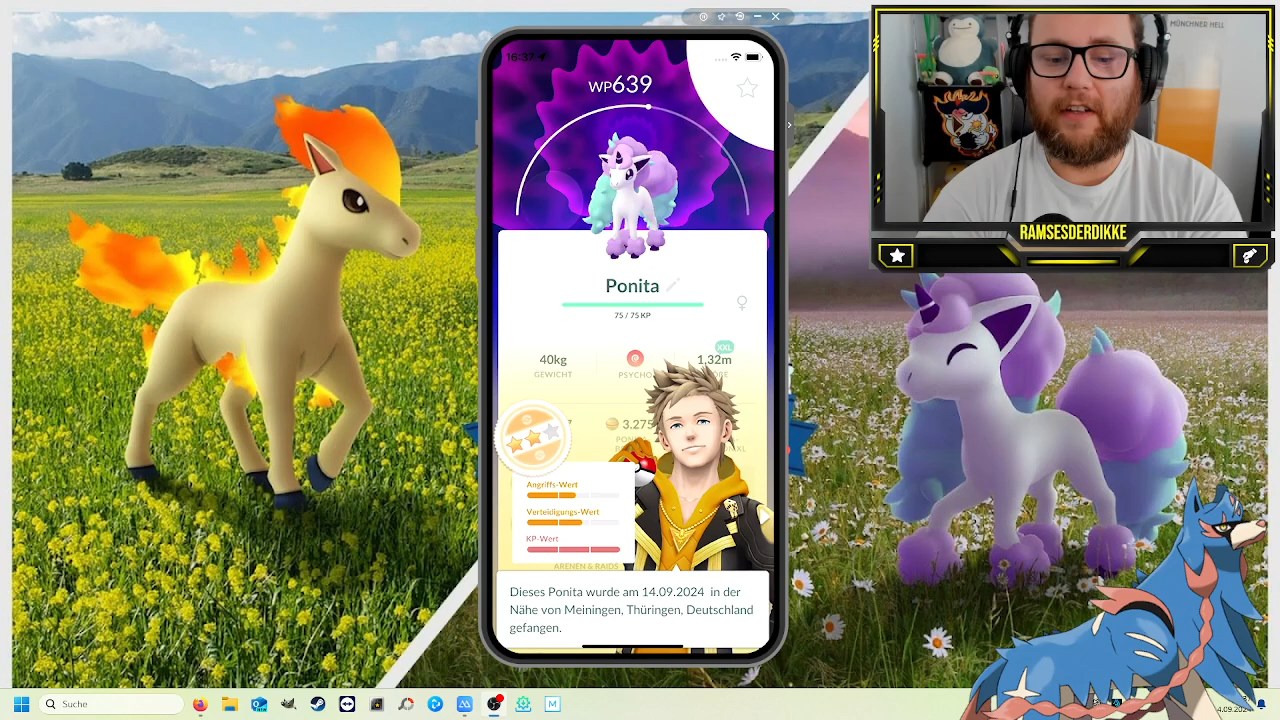 16:37
WP639
MÜNCHNER HELL
RAMSESDERDIKKE
Ponita
75 / 75 KP
XXL
40kg
GEWICHT
PSYCHO
1,32m
3.275
Angriffs-Wert
Verteidigungs-Wert
KP-Wert
ARENEN & RAIDS
Dieses Ponita wurde am 14.09.2024 in der
Nähe von Meiningen, Thüringen, Deutschland
gefangen.
Suche
M